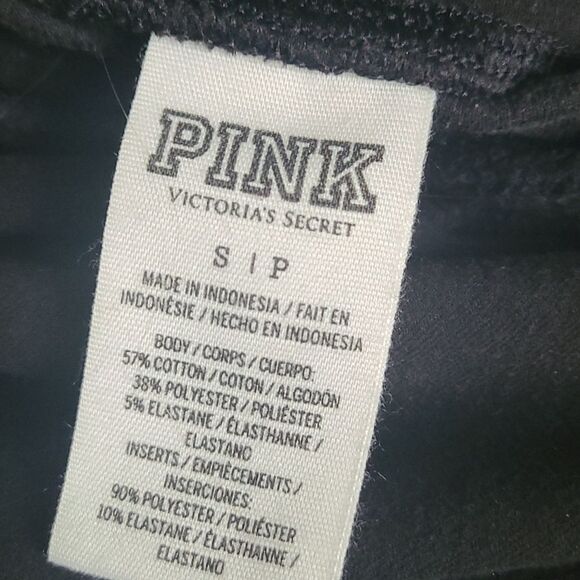 PINK
VICTORIA'S SECRET
S | P
MADE IN INDONESIA / FAIT EN
INDONÉSIE / HECHO EN INDONESIA
BODY / CORPS / CUERPO:
57% COTTON / COTON / ALGODÓN
38% POLYESTER / POLIÉSTER
5% ELASTANE / ÉLASTHANNE /
ELASTANO
INSERTS / EMPIÈCEMENTS /
INSERCIONES:
90% POLYESTER / POLIÉSTER
10% ELASTANE / ÉLASTHANNE /
ELASTANO